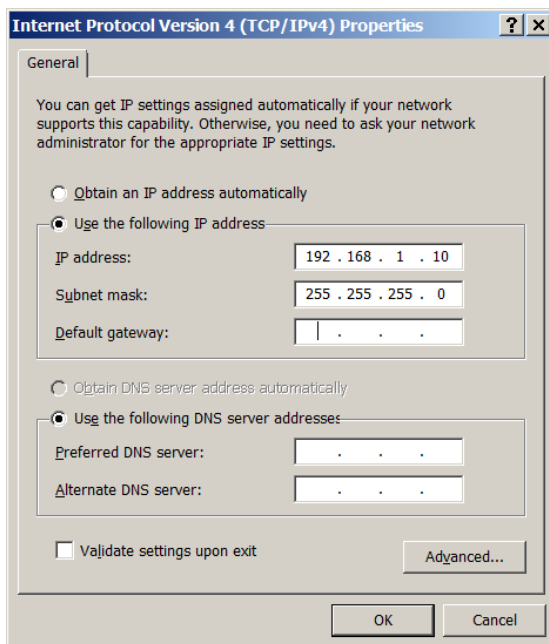 Internet Protocol Version 4 (TCP/IPv4) Properties
General
You can get IP settings assigned automatically if your network
supports this capability. Otherwise, you need to ask your network
administrator for the appropriate IP settings.
Obtain an IP address automatically
Use the following IP address
IP address: 192 . 168 . 1 . 10
Subnet mask: 255 . 255 . 255 . 0
Default gateway: . . .
Obtain DNS server address automatically
Use the following DNS server addresses:
Preferred DNS server: . . .
Alternate DNS server: . . .
Validate settings upon exit
Advanced...
OK Cancel